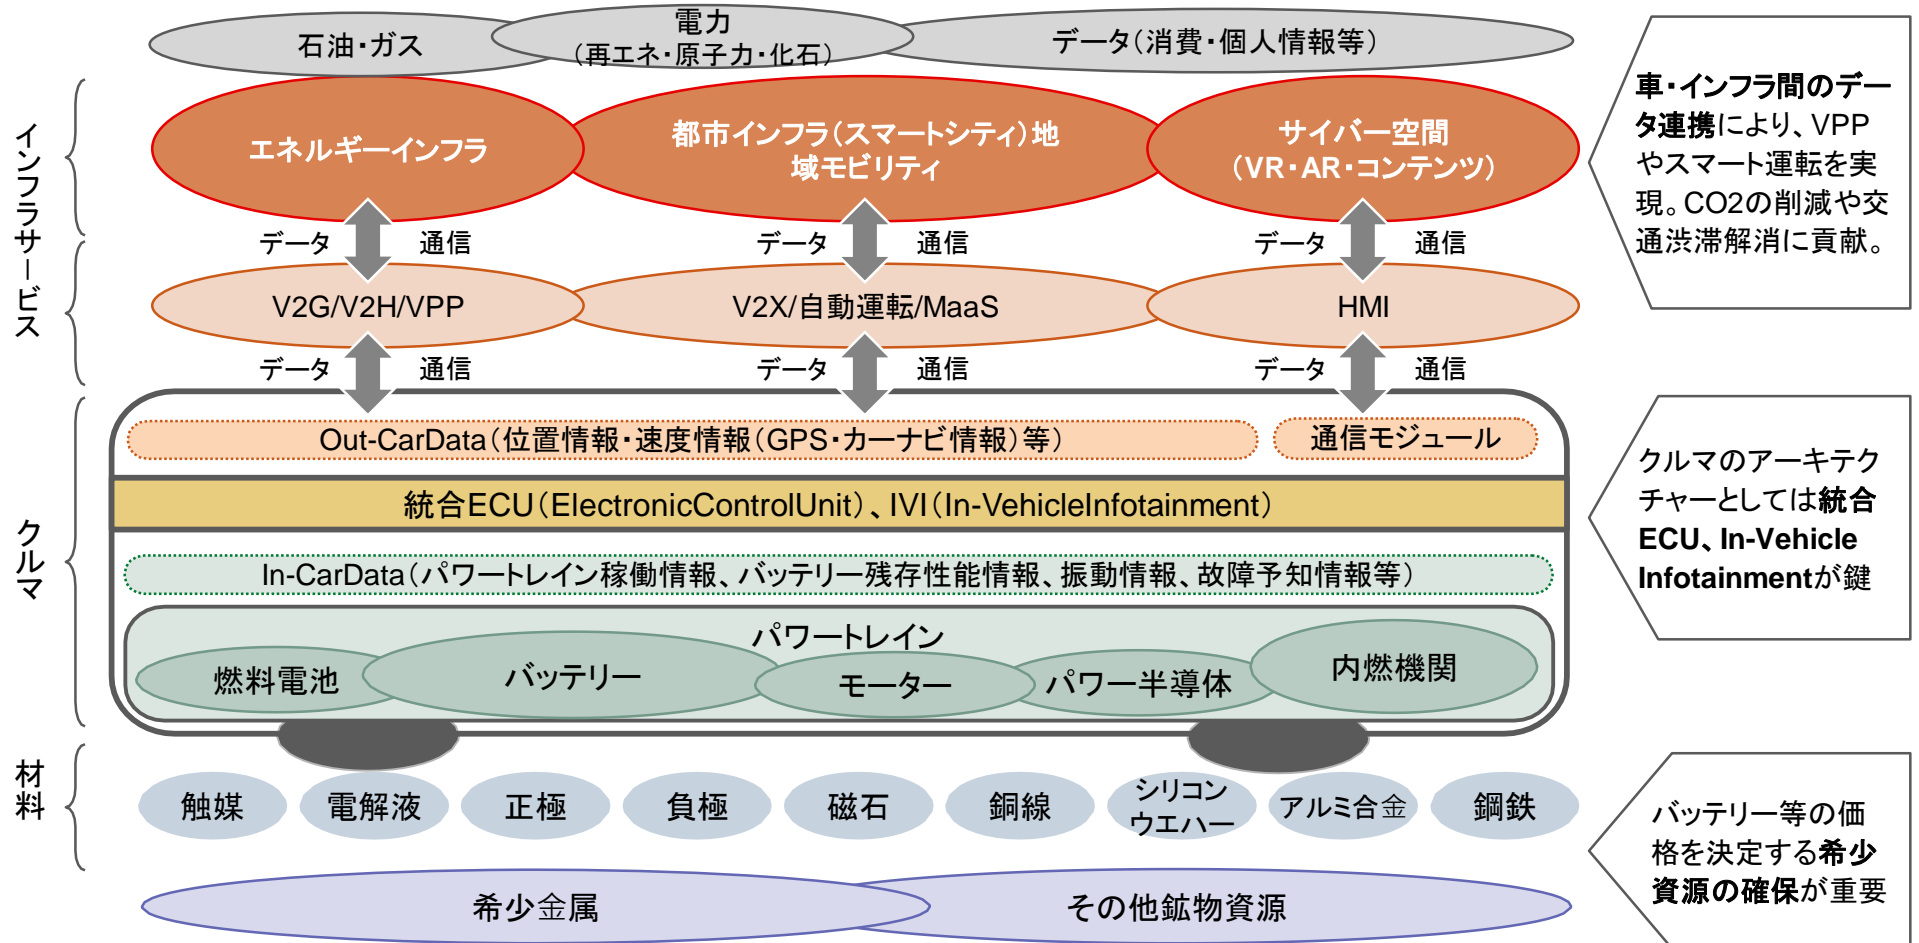 石油・ガス
電力
（再エネ・原子力・化石）
データ（消費・個人情報等）
インフラサービス
エネルギーインフラ
都市インフラ（スマートシティ）地
域モビリティ
サイバー空間
（VR・AR・コンテンツ）
データ 通信
データ 通信
データ 通信
V2G/V2H/VPP
V2X/自動運転/MaaS
HMI
データ 通信
データ 通信
データ 通信
車・インフラ間のデー
タ連携により、VPP
やスマート運転を実
現。CO2の削減や交
通渋滞解消に貢献。
クルマ
Out-CarData（位置情報・速度情報（GPS・カーナビ情報）等）
通信モジュール
統合ECU（ElectronicControlUnit）、IVI（In-VehicleInfotainment）
In-CarData（パワートレイン稼働情報、バッテリー残存性能情報、振動情報、故障予知情報等）
パワートレイン
燃料電池
バッテリー
モーター
パワー半導体
内燃機関
クルマのアーキテク
チャーとしては統合
ECU、In-Vehicle
Infotainmentが鍵
材料
触媒
電解液
正極
負極
磁石
銅線
シリコン
ウエハー
アルミ合金
鋼鉄
希少金属
その他鉱物資源
バッテリー等の価
格を決定する希少
資源の確保が重要